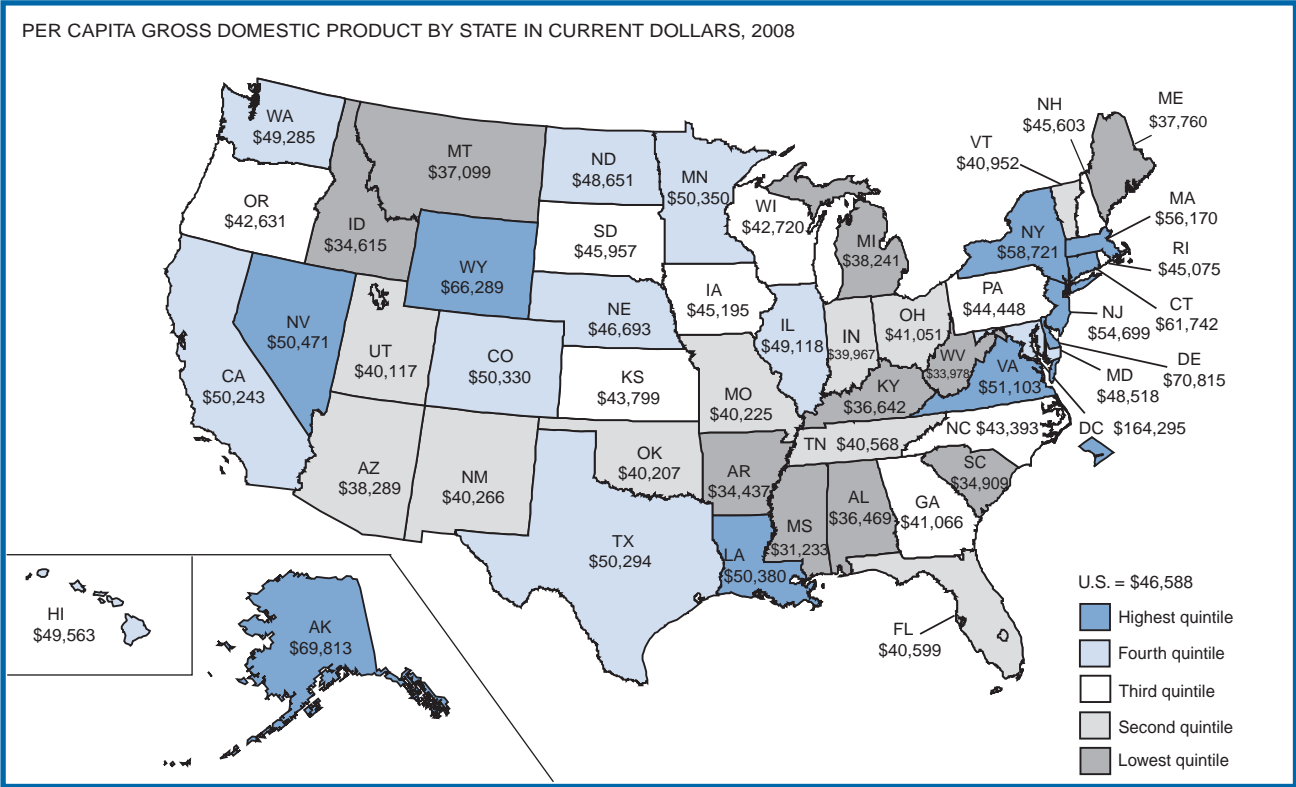 PER CAPITA GROSS DOMESTIC PRODUCT BY STATE IN CURRENT DOLLARS, 2008
WA
$49,285
OR
$42,631
CA
$50,243
NV
$50,471
ID
$34,615
MT
$37,099
WY
$66,289
UT
$40,117
CO
$50,330
AZ
$38,289
NM
$40,266
ND
$48,651
SD
$45,957
NE
$46,693
KS
$43,799
OK
$40,207
TX
$50,294
MN
$50,350
IA
$45,195
MO
$40,225
AR
$34,437
LA
$50,380
WI
$42,720
IL
$49,118
MI
$38,241
IN
$39,967
OH
$41,051
KY
$36,642
TN $40,568
MS
$31,233
AL
$36,469
GA
$41,066
FL
$40,599
SC
$34,909
NC $43,393
WV
$33,978
VA
$51,103
PA
$44,448
NY
$58,721
VT
$40,952
NH
$45,603
ME
$37,760
MA
$56,170
RI
$45,075
CT
$61,742
NJ
$54,699
DE
$70,815
MD
$48,518
DC $164,295
HI
$49,563
AK
$69,813
U.S. = $46,588
Highest quintile
Fourth quintile
Third quintile
Second quintile
Lowest quintile